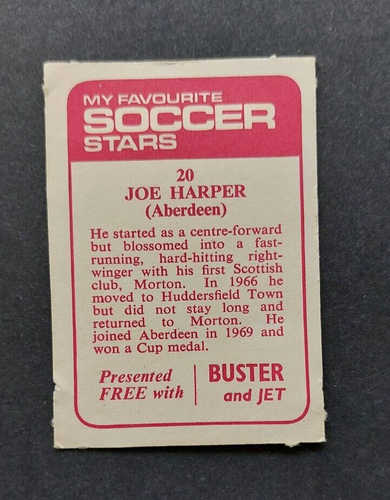 MY FAVOURITE
SOCCER
STARS
20
JOE HARPER
(Aberdeen)
He started as a centre-forward
but blossomed into a fast-
running, hard-hitting right-
winger with his first Scottish
club, Morton. In 1966 he
moved to Huddersfield Town
but did not stay long and
returned to Morton. He
joined Aberdeen in 1969 and
won a Cup medal.
Presented
FREE with
BUSTER
and JET